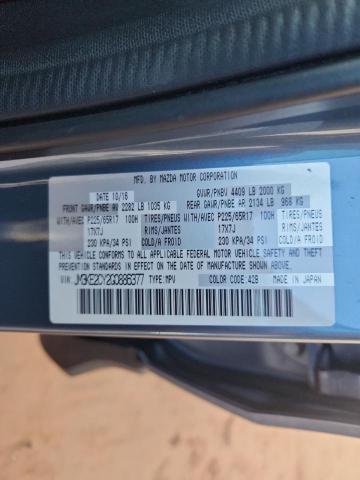 MFD. BY MAZDA MOTOR CORPORATION
DATE 10/16 GVWR/PNBV 4409 LB 2000 KG
FRONT GAWR/PNBE AV 2282 LB 1035 KG REAR GAWR/PNBE AR 2134 LB 968 KG
WITH/AVEC P225/65R17 100H TIRES/PNEUS WITH/AVEC P225/65R17 100H TIRES/PNEUS
17X7J RIMS/JANTES 17X7J RIMS/JANTES
230 KPA/34 PSI COLD/A FROID 230 KPA/34 PSI COLD/A FROID
THIS VEHICLE CONFORMS TO ALL APPLICABLE FEDERAL MOTOR VEHICLE SAFETY
STANDARDS IN EFFECT ON THE DATE OF MANUFACTURE SHOWN ABOVE.
VIN. JM3KE2CY2G0886377 TYPE:MPV COLOR CODE: 42B MADE IN JAPAN